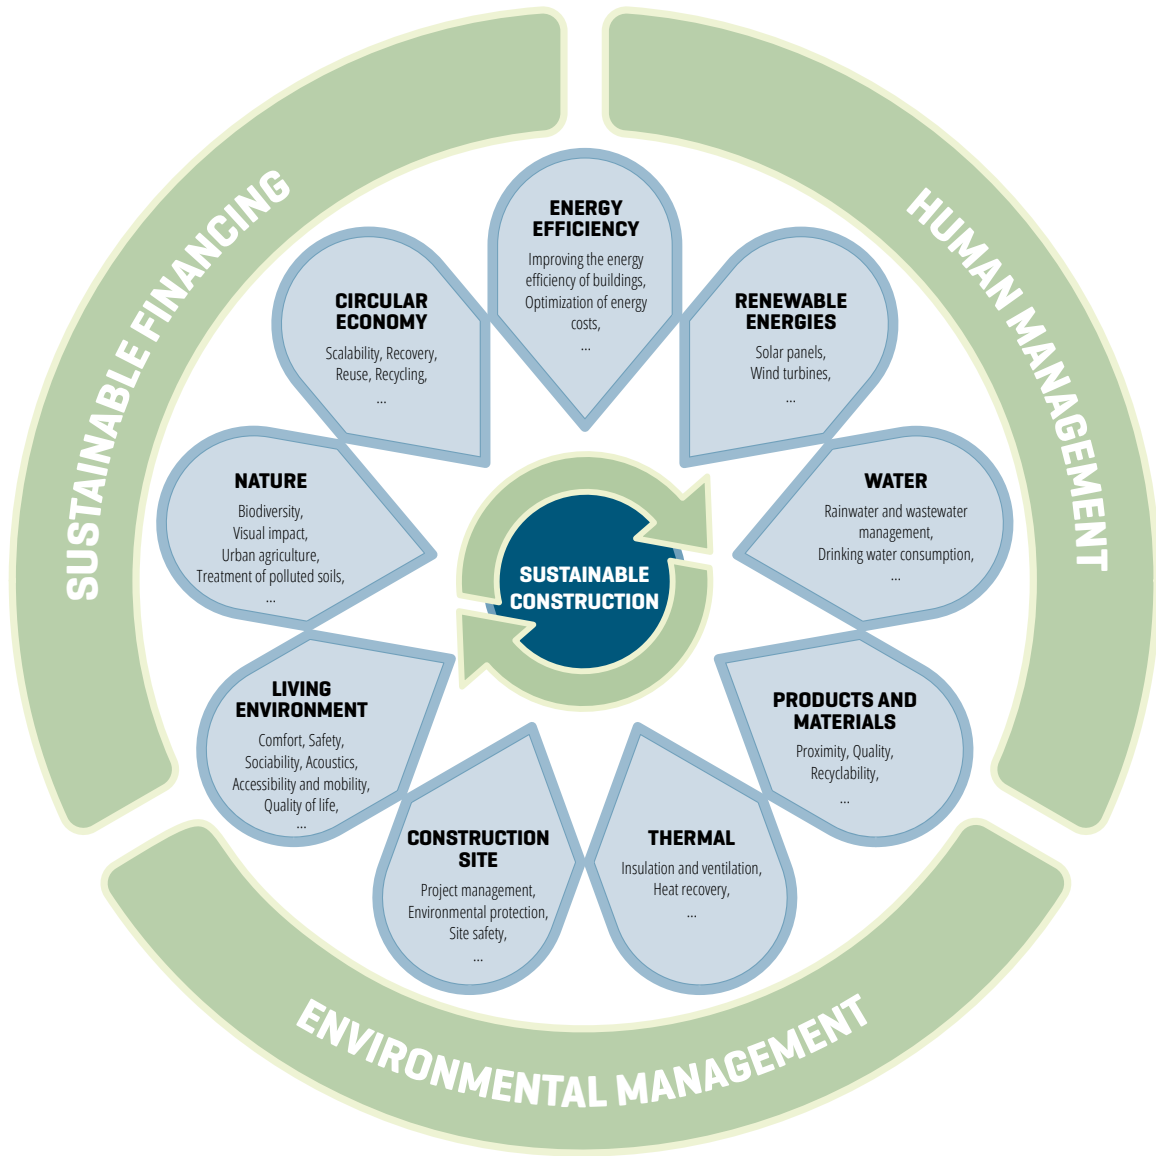 SUSTAINABLE FINANCING
HUMAN MANAGEMENT
ENVIRONMENTAL MANAGEMENT
ENERGY
EFFICIENCY
Improving the energy
efficiency of buildings,
Optimization of energy
costs,
...
RENEWABLE
ENERGIES
Solar panels,
Wind turbines,
...
WATER
Rainwater and wastewater
management,
Drinking water consumption,
...
PRODUCTS AND
MATERIALS
Proximity, Quality,
Recyclability,
...
THERMAL
Insulation and ventilation,
Heat recovery,
...
CONSTRUCTION
SITE
Project management,
Environmental protection,
Site safety,
...
LIVING
ENVIRONMENT
Comfort, Safety,
Sociability, Acoustics,
Accessibility and mobility,
Quality of life,
...
NATURE
Biodiversity,
Visual impact,
Urban agriculture,
Treatment of polluted soils,
...
CIRCULAR
ECONOMY
Scalability, Recovery,
Reuse, Recycling,
...
SUSTAINABLE
CONSTRUCTION